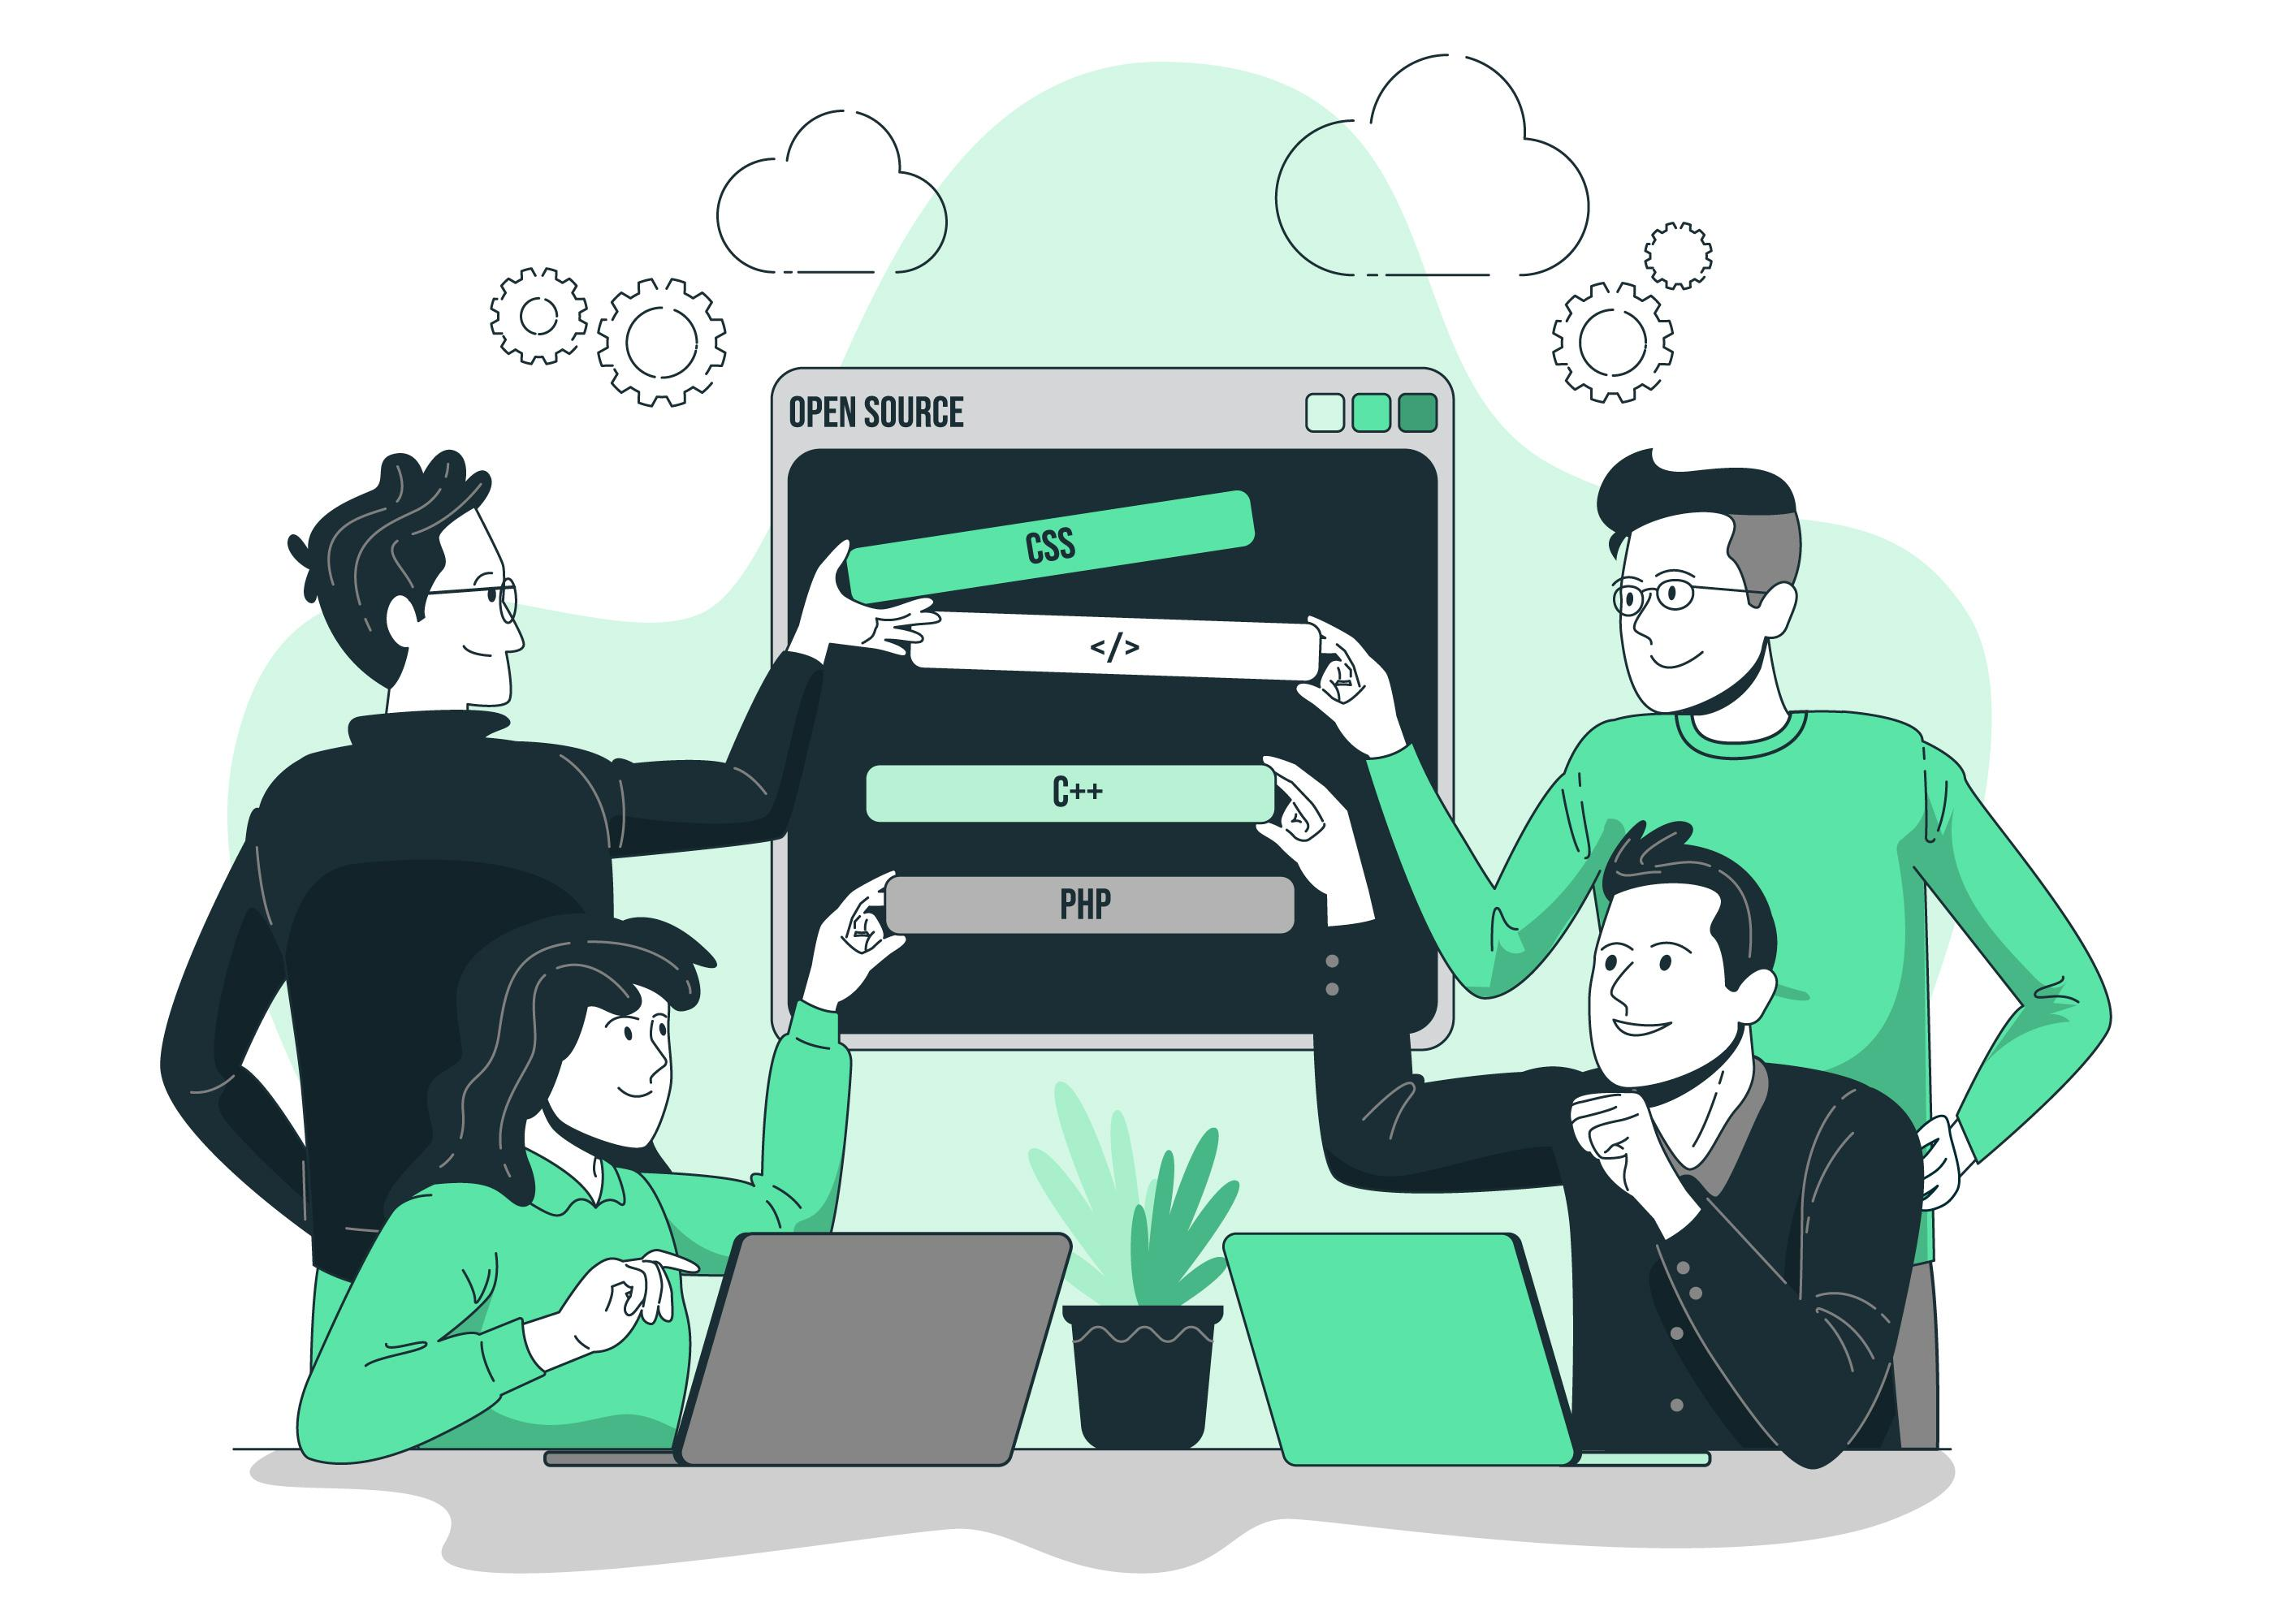 OPEN SOURCE
CSS
</>
C++
PHP